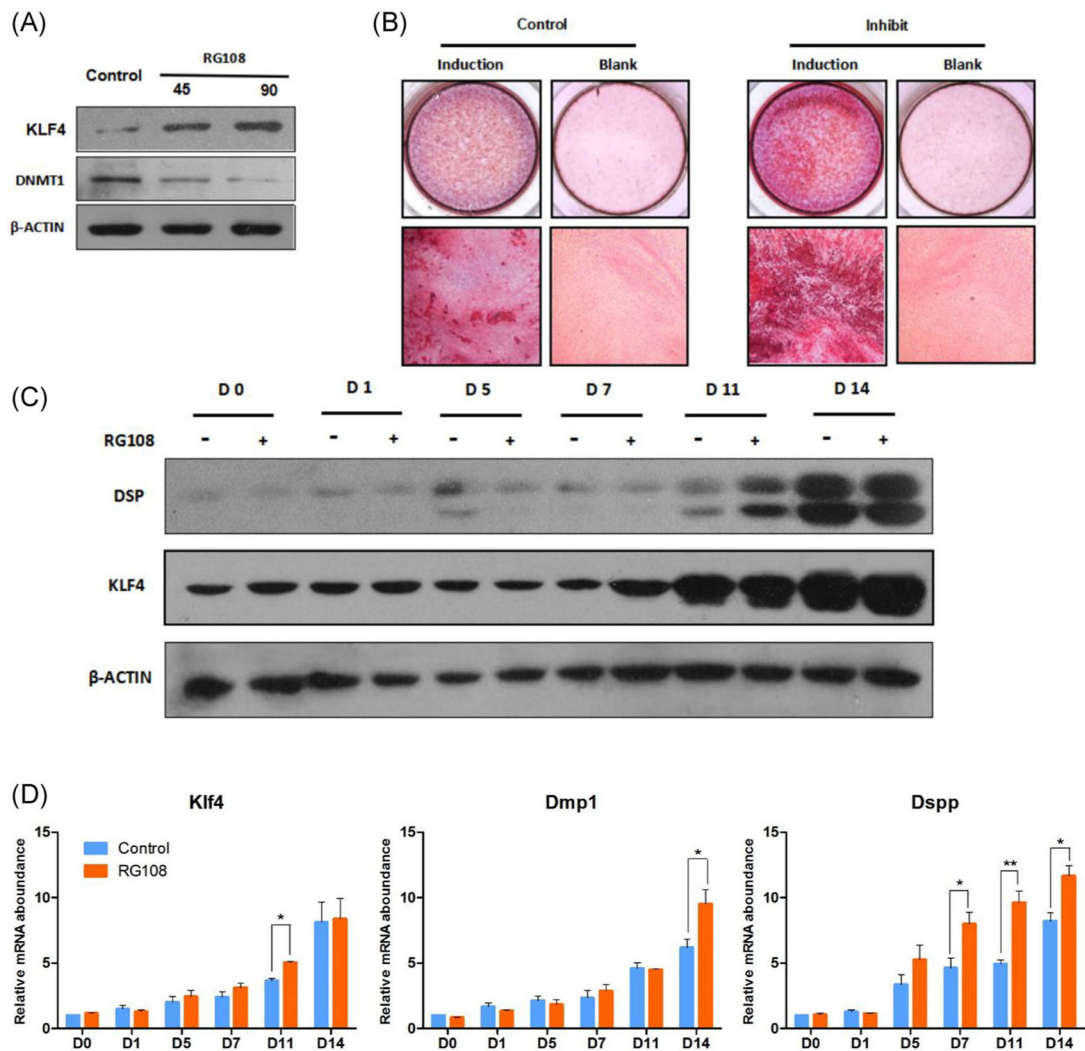 (A)
RG108
Control 45 90
KLF4
DNMT1
β-ACTIN
(B)
Control Inhibit
Induction Blank Induction Blank
(C)
D 0 D 1 D 5 D 7 D 11 D 14
RG108 - + - + - + - + - + - +
DSP
KLF4
β-ACTIN
(D)
Klf4
Relative mRNA aboundance
15
10
5
0
Control
RG108
*
D0 D1 D5 D7 D11 D14
Dmp1
Relative mRNA aboundance
15
10
5
0
*
D0 D1 D5 D7 D11 D14
Dspp
Relative mRNA aboundance
15
10
5
0
* ** *
D0 D1 D5 D7 D11 D14